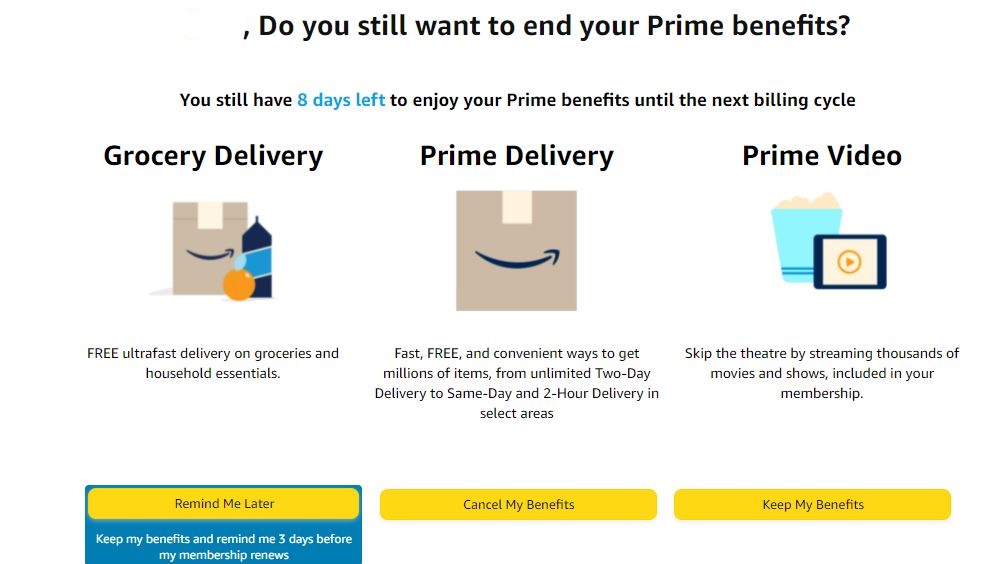 , Do you still want to end your Prime benefits?
You still have 8 days left to enjoy your Prime benefits until the next billing cycle
Grocery Delivery
FREE ultrafast delivery on groceries and
household essentials.
Prime Delivery
Fast, FREE, and convenient ways to get
millions of items, from unlimited Two-Day
Delivery to Same-Day and 2-Hour Delivery in
select areas
Prime Video
Skip the theatre by streaming thousands of
movies and shows, included in your
membership.
Remind Me Later
Keep my benefits and remind me 3 days before
my membership renews
Cancel My Benefits
Keep My Benefits